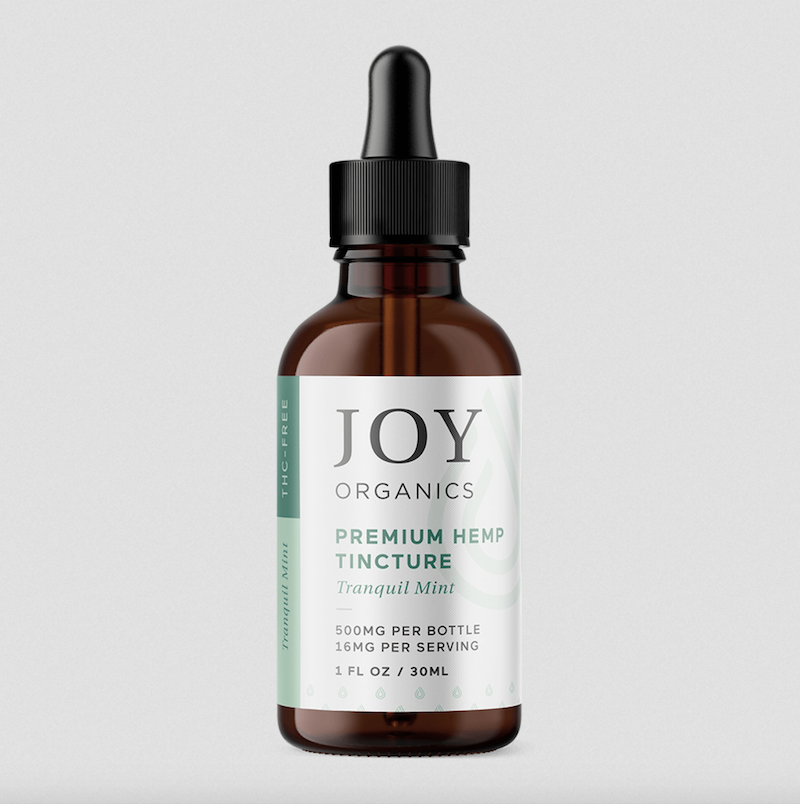 THC-FREE
Tranquil Mint
JOY
ORGANICS
PREMIUM HEMP
TINCTURE
Tranquil Mint
500MG PER BOTTLE
16MG PER SERVING
1 FL OZ / 30ML